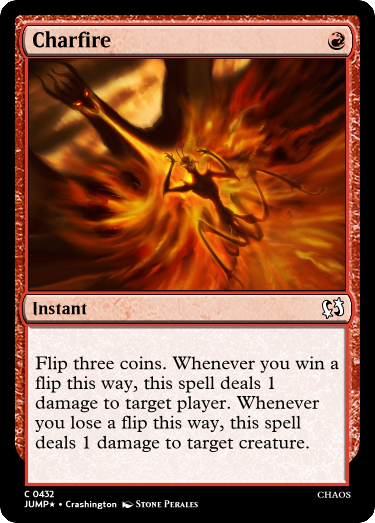 Charfire
Instant
Flip three coins. Whenever you win a
flip this way, this spell deals 1
damage to target player. Whenever
you lose a flip this way, this spell
deals 1 damage to target creature.
C 0432
CHAOS
JUMP★ • Crashington Stone Perales